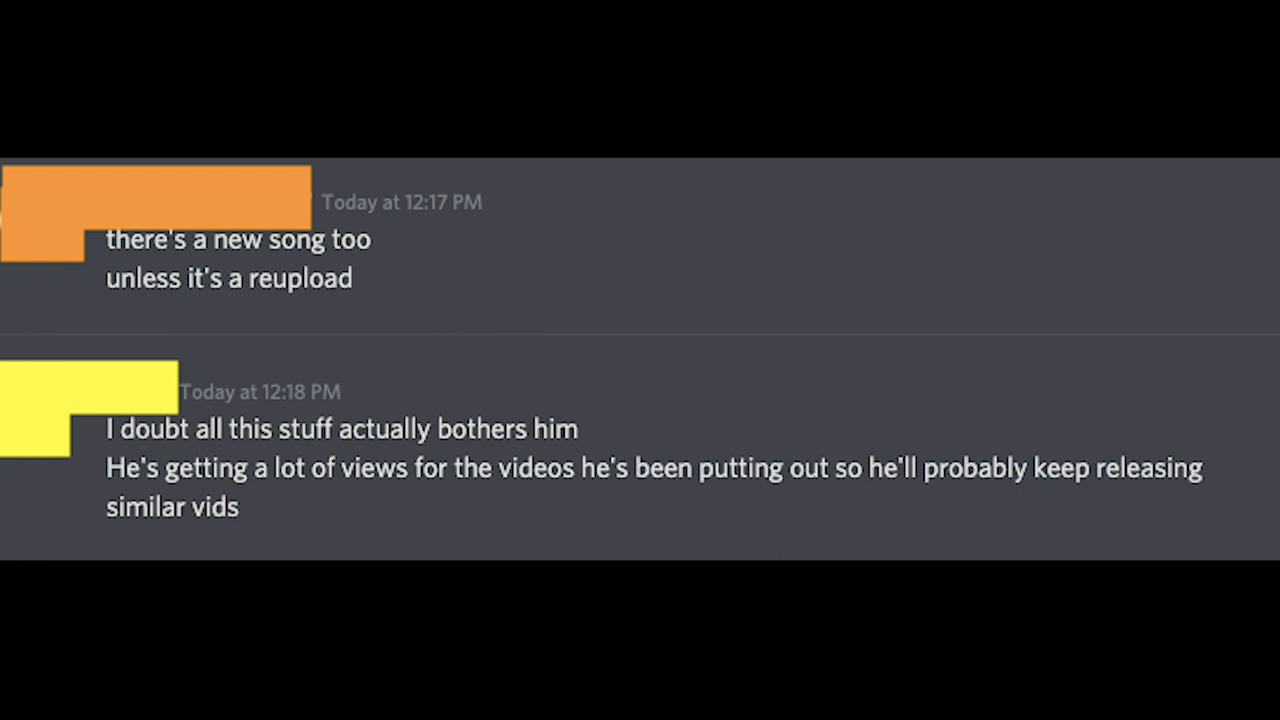 Today at 12:17 PM
there's a new song too
unless it's a reupload
Today at 12:18 PM
I doubt all this stuff actually bothers him
He's getting a lot of views for the videos he's been putting out so he'll probably keep releasing
similar vids